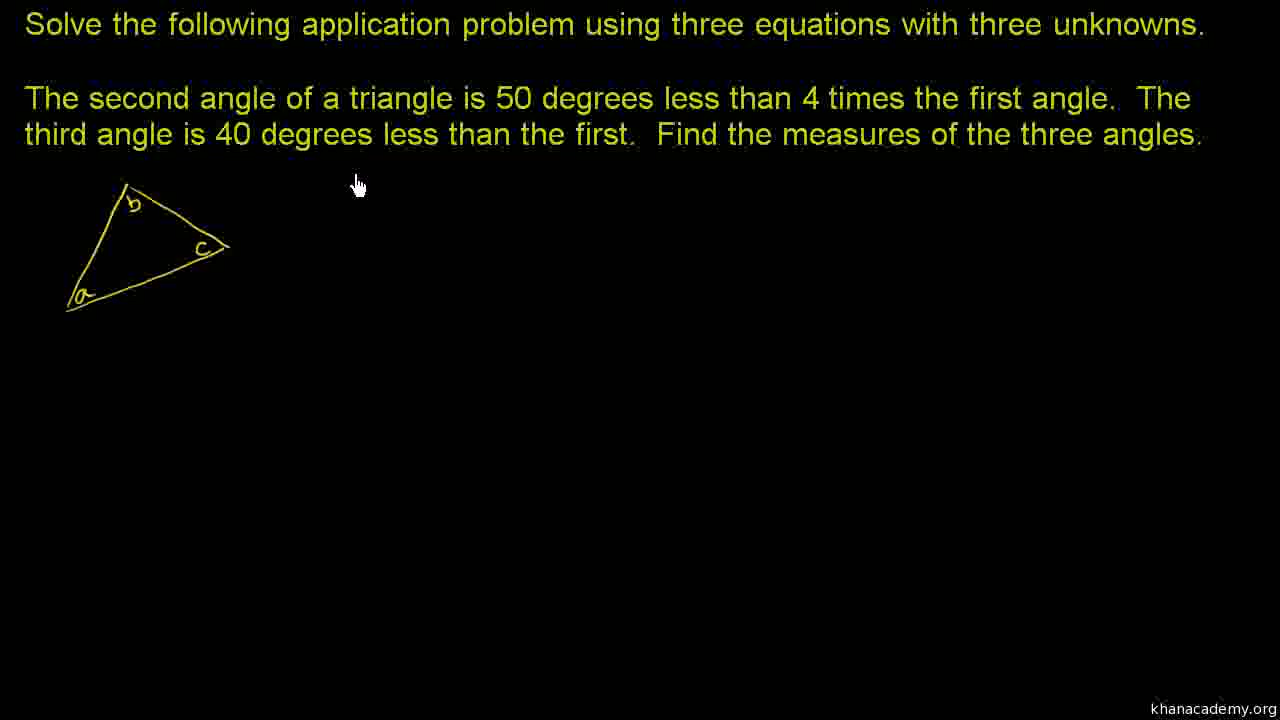 Solve the following application problem using three equations with three unknowns.
The second angle of a triangle is 50 degrees less than 4 times the first angle. The
third angle is 40 degrees less than the first. Find the measures of the three angles.
b
c
a
khanacademy.org